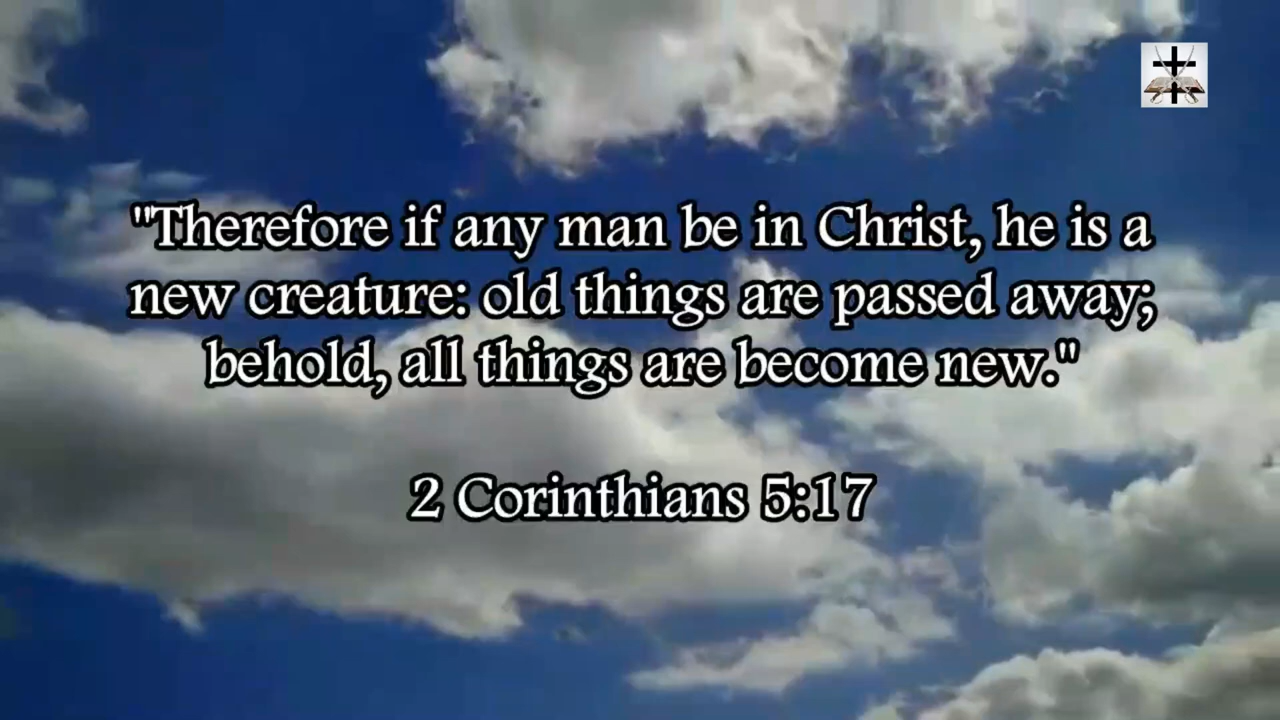 "Therefore if any man be in Christ, he is a
new creature: old things are passed away;
behold, all things are become new."
2 Corinthians 5:17